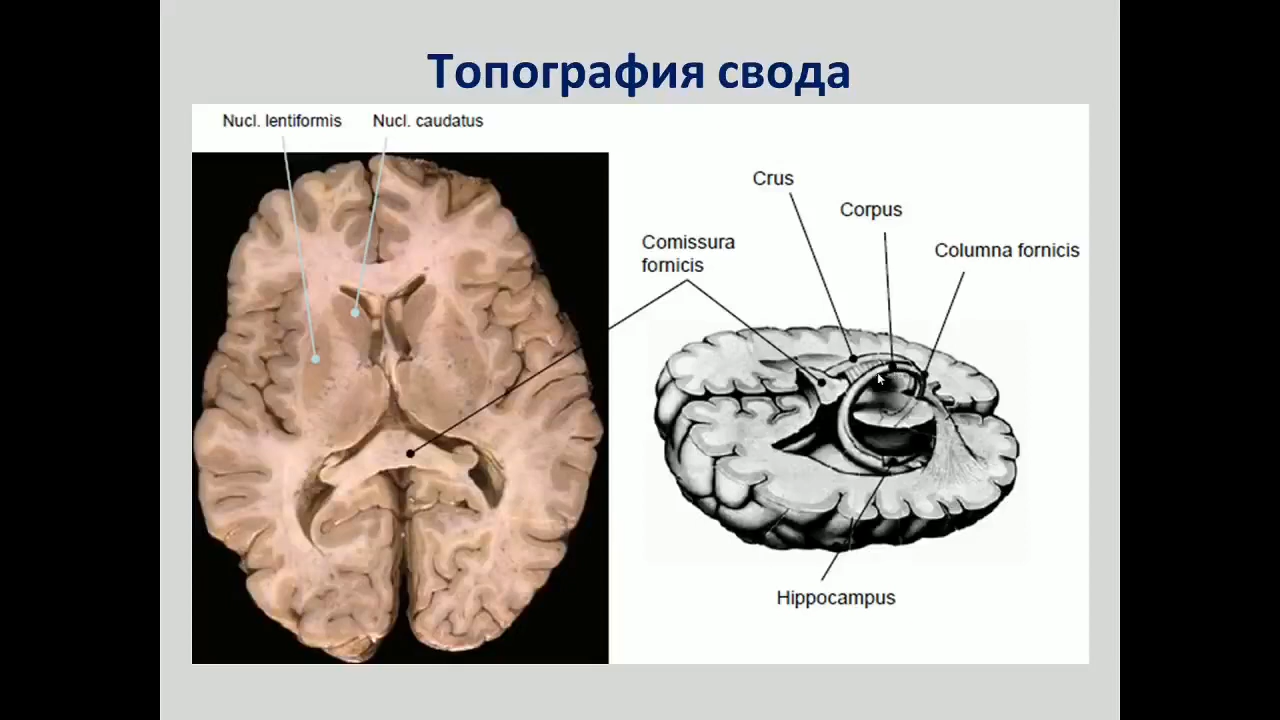 Топография свода
Nucl. lentiformis
Nucl. caudatus
Crus
Corpus
Comissura
fornicis
Columna fornicis
Hippocampus